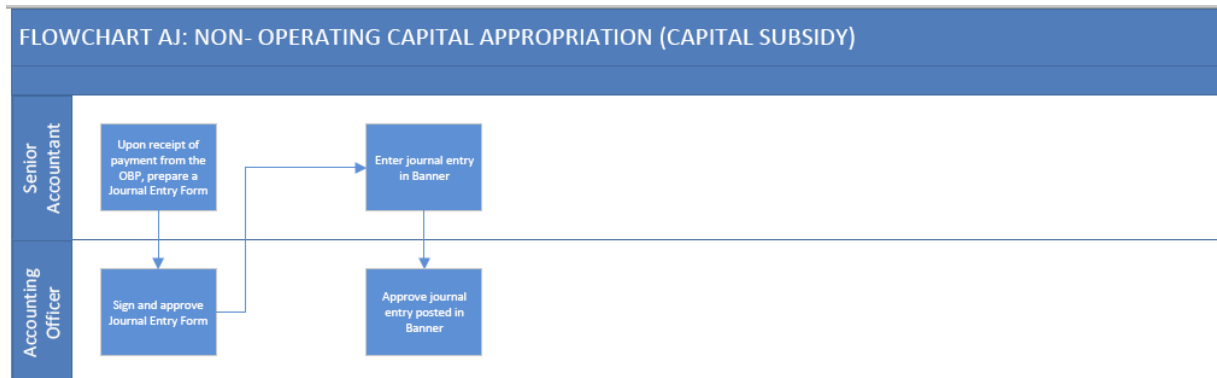 FLOWCHART AJ: NON- OPERATING CAPITAL APPROPRIATION (CAPITAL SUBSIDY)
Senior
Accountant
Upon receipt of
payment from the
OBP, prepare a
Journal Entry Form
Enter journal entry
in Banner
Accounting
Officer
Sign and approve
Journal Entry Form
Approve journal
entry posted in
Banner